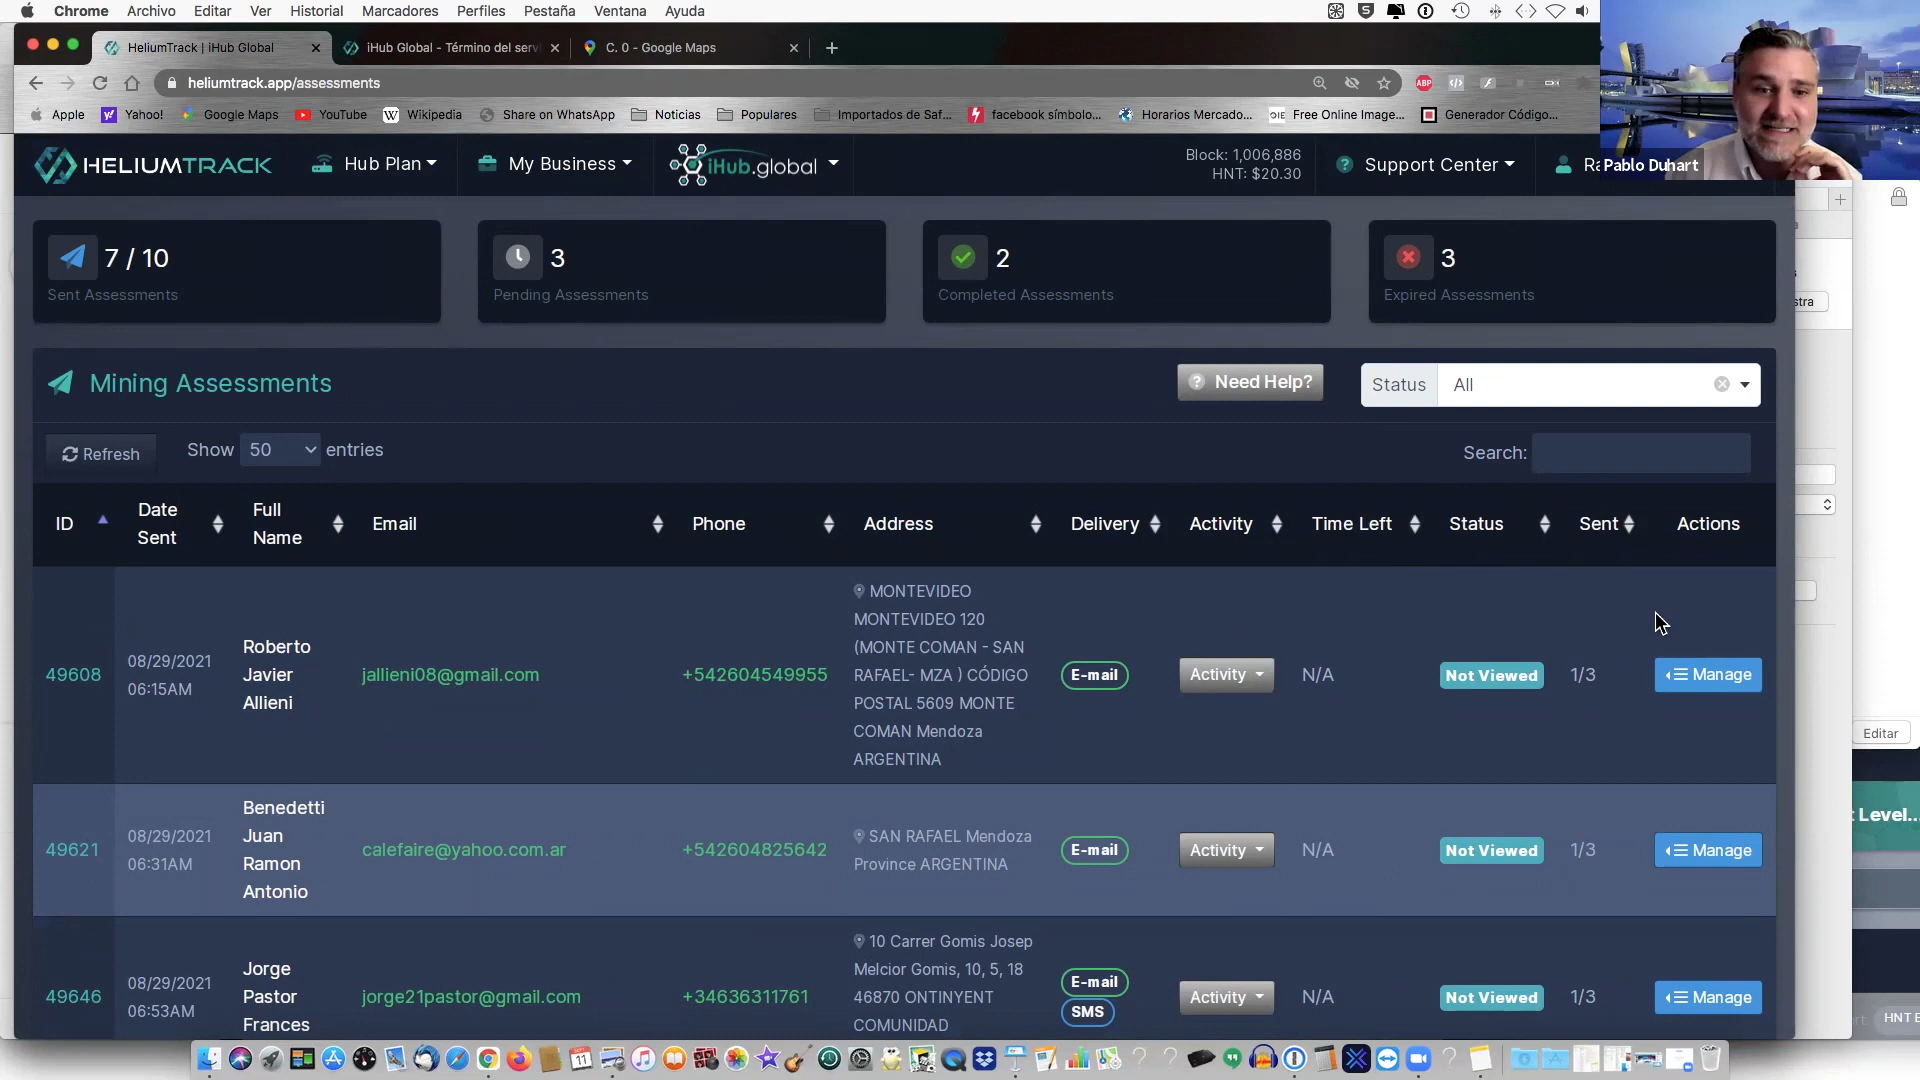 Chrome Archivo Editar Ver Historial Marcadores Perfiles Pestaña Ventana Ayuda
HeliumTrack | iHub Global
iHub Global - Término del serv
C. 0 - Google Maps
heliumtrack.app/assessments
ABP
Apple Yahoo! Google Maps YouTube Wikipedia Share on WhatsApp Noticias Populares Importados de Saf... facebook símbolo... Horarios Mercado... Free Online Image... Generador Código...
HELIUMTRACK
Hub Plan
My Business
iHub.global
Block: 1,006,886
HNT: $20.30
Support Center
Ra
Pablo Duhart
7 / 10
Sent Assessments
3
Pending Assessments
2
Completed Assessments
3
Expired Assessments
stra
Mining Assessments
Need Help?
Status All
Refresh
Show 50 entries
Search:
ID
Date Sent
Full Name
Email
Phone
Address
Delivery
Activity
Time Left
Status
Sent
Actions
49608
08/29/2021
06:15AM
Roberto
Javier
Allieni
jallieni08@gmail.com
+542604549955
MONTEVIDEO
MONTEVIDEO 120
(MONTE COMAN - SAN
RAFAEL- MZA ) CÓDIGO
POSTAL 5609 MONTE
COMAN Mendoza
ARGENTINA
E-mail
Activity
N/A
Not Viewed
1/3
Manage
Editar
49621
08/29/2021
06:31AM
Benedetti
Juan
Ramon
Antonio
calefaire@yahoo.com.ar
+542604825642
SAN RAFAEL Mendoza
Province ARGENTINA
E-mail
Activity
N/A
Not Viewed
1/3
Manage
t Level...
49646
08/29/2021
06:53AM
Jorge
Pastor
Frances
jorge21pastor@gmail.com
+34636311761
10 Carrer Gomis Josep
Melcior Gomis, 10, 5, 18
46870 ONTINYENT
COMUNIDAD
E-mail
SMS
Activity
N/A
Not Viewed
1/3
Manage
HNT E